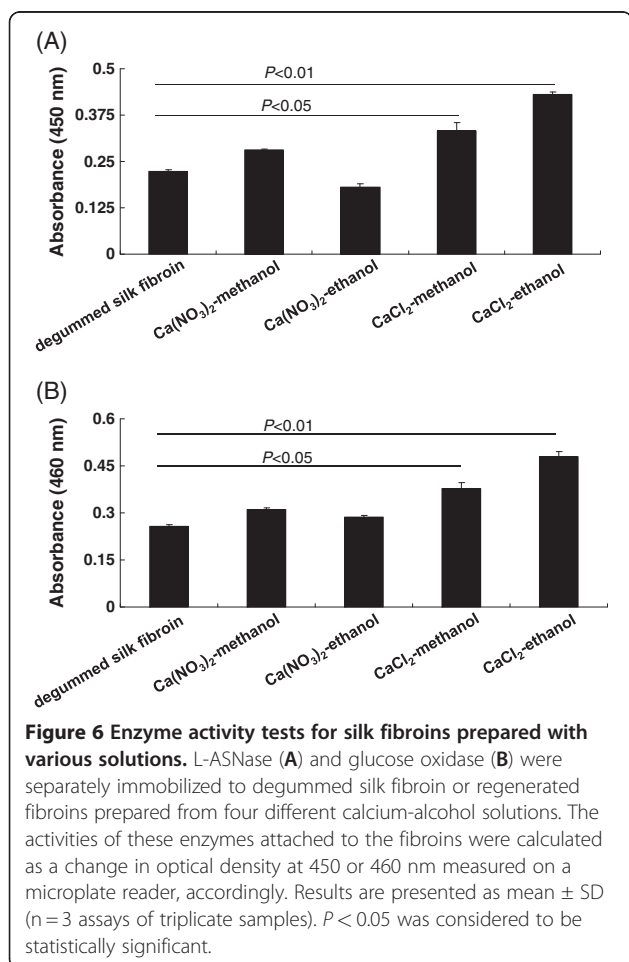 (A)
P<0.01
P<0.05
Absorbance (450 nm)
0.5
0.375
0.25
0.125
0
degummed silk fibroin
Ca(NO₃)₂-methanol
Ca(NO₃)₂-ethanol
CaCl₂-methanol
CaCl₂-ethanol
(B)
P<0.01
P<0.05
Absorbance (460 nm)
0.6
0.45
0.3
0.15
0
degummed silk fibroin
Ca(NO₃)₂-methanol
Ca(NO₃)₂-ethanol
CaCl₂-methanol
CaCl₂-ethanol
Figure 6 Enzyme activity tests for silk fibroins prepared with
various solutions. L-ASNase (A) and glucose oxidase (B) were
separately immobilized to degummed silk fibroin or regenerated
fibroins prepared from four different calcium-alcohol solutions. The
activities of these enzymes attached to the fibroins were calculated
as a change in optical density at 450 or 460 nm measured on a
microplate reader, accordingly. Results are presented as mean ± SD
(n = 3 assays of triplicate samples). P < 0.05 was considered to be
statistically significant.